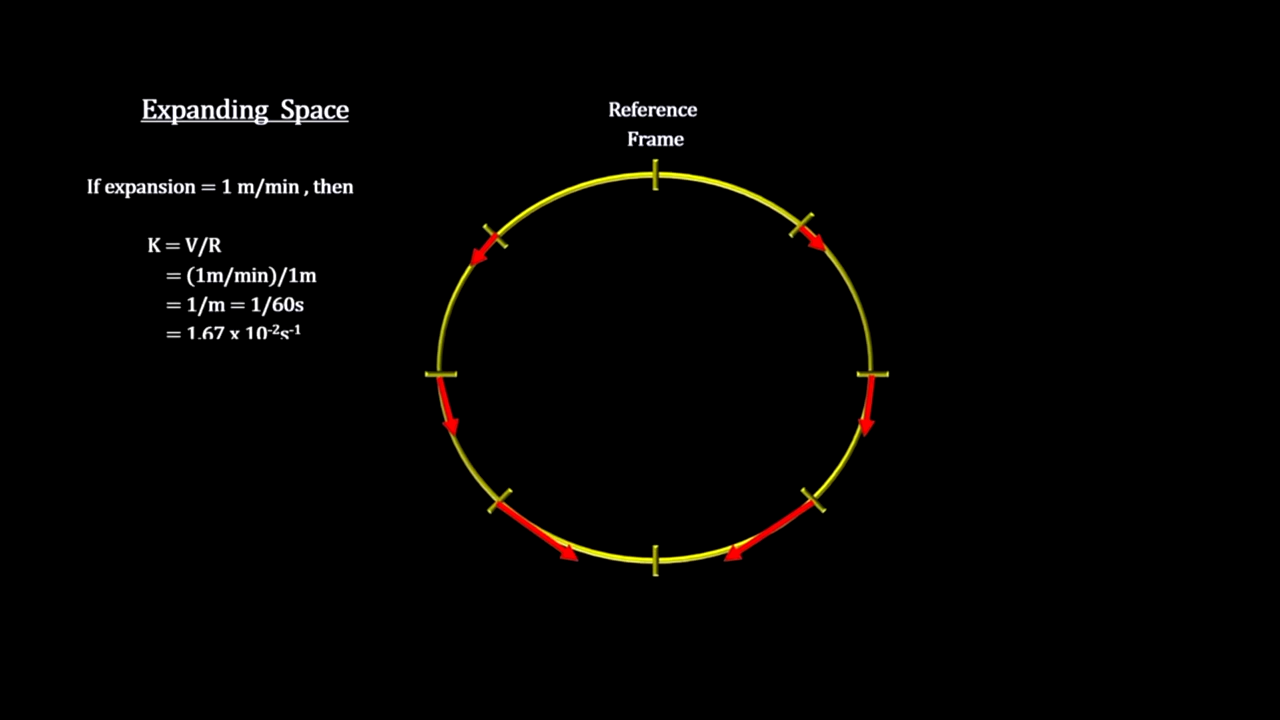 Expanding Space
Reference
Frame
If expansion = 1 m/min , then
K = V/R
= (1m/min)/1m
= 1/m = 1/60s
= 1.67 x 10⁻²s⁻¹